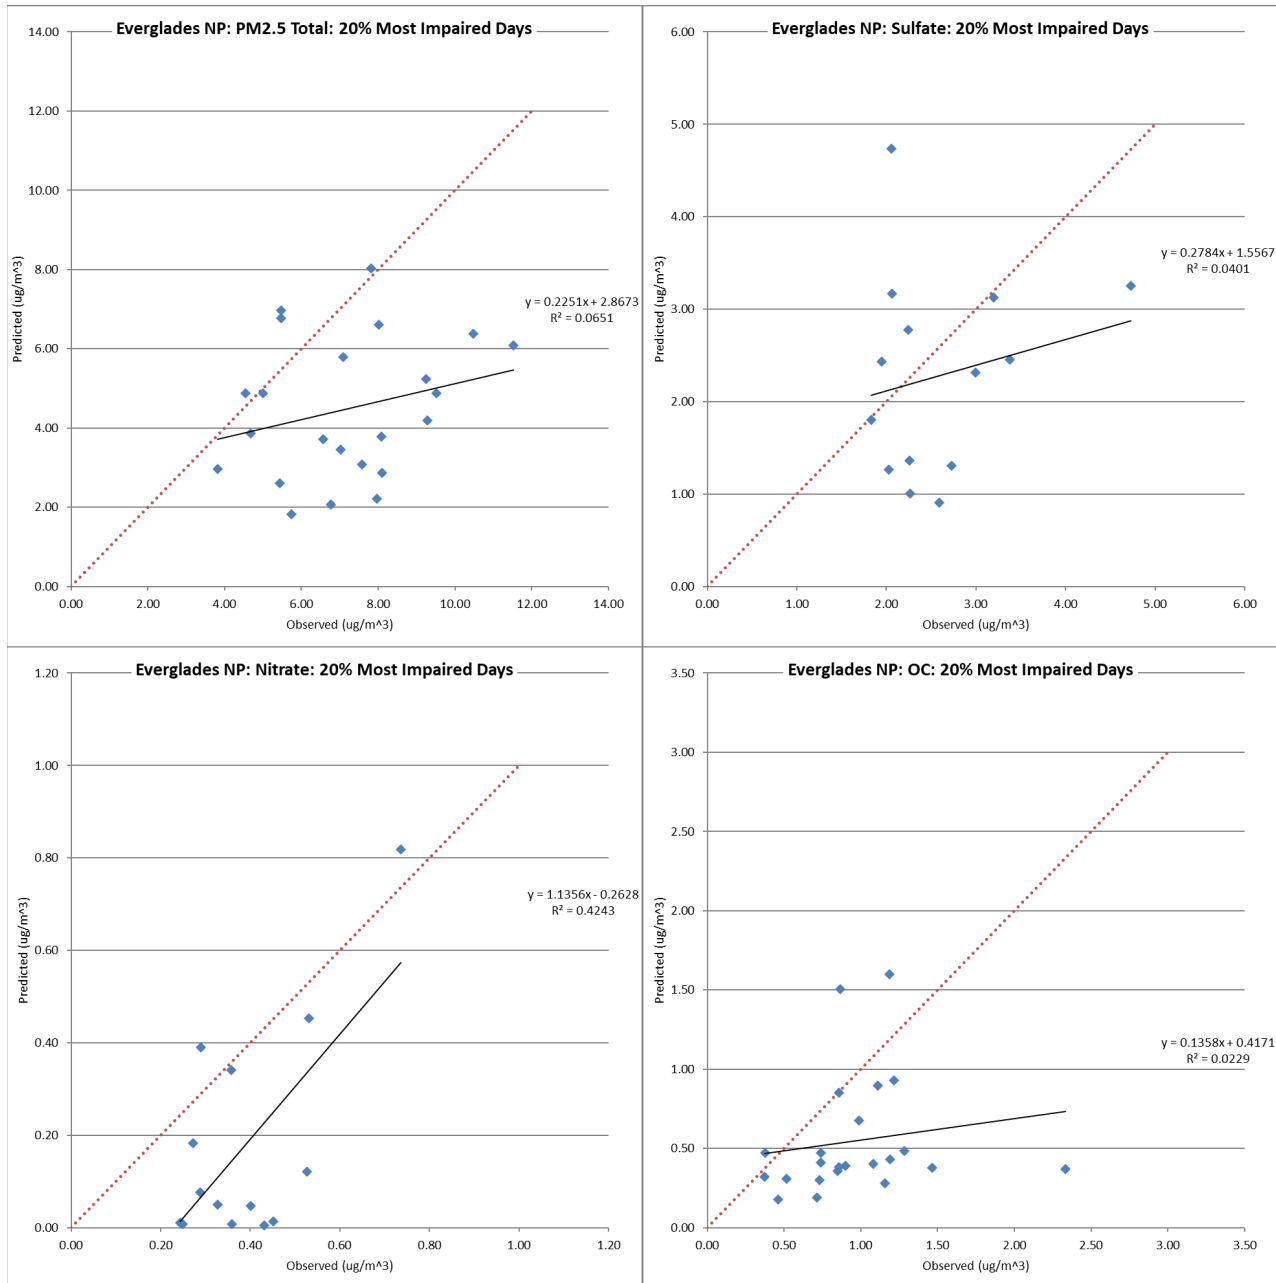 Everglades NP: PM2.5 Total: 20% Most Impaired Days
14.00
12.00
10.00
8.00
6.00
4.00
2.00
0.00
Predicted (ug/m^3)
y = 0.2251x + 2.8673
R² = 0.0651
0.00 2.00 4.00 6.00 8.00 10.00 12.00 14.00
Observed (ug/m^3)
Everglades NP: Sulfate: 20% Most Impaired Days
6.00
5.00
4.00
3.00
2.00
1.00
0.00
Predicted (ug/m^3)
y = 0.2784x + 1.5567
R² = 0.0401
0.00 1.00 2.00 3.00 4.00 5.00 6.00
Observed (ug/m^3)
Everglades NP: Nitrate: 20% Most Impaired Days
1.20
1.00
0.80
0.60
0.40
0.20
0.00
Predicted (ug/m^3)
y = 1.1356x - 0.2628
R² = 0.4243
0.00 0.20 0.40 0.60 0.80 1.00 1.20
Observed (ug/m^3)
Everglades NP: OC: 20% Most Impaired Days
3.50
3.00
2.50
2.00
1.50
1.00
0.50
0.00
Predicted (ug/m^3)
y = 0.1358x + 0.4171
R² = 0.0229
0.00 0.50 1.00 1.50 2.00 2.50 3.00 3.50
Observed (ug/m^3)